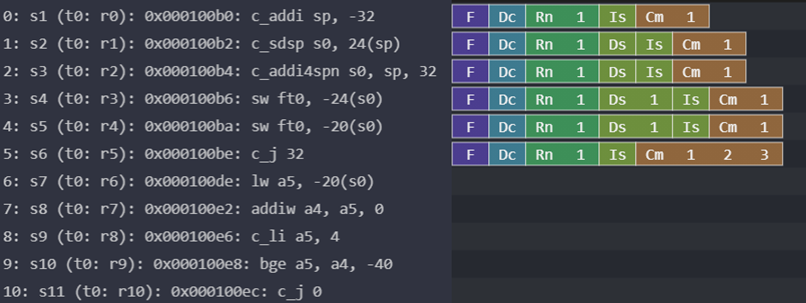 0: s1 (t0: r0): 0x000100b0: c_addi sp, -32 F Dc Rn 1 Is Cm 1
1: s2 (t0: r1): 0x000100b2: c_sdsp s0, 24(sp) F Dc Rn 1 Ds Is Cm 1
2: s3 (t0: r2): 0x000100b4: c_addi4spn s0, sp, 32 F Dc Rn 1 Ds Is Cm 1
3: s4 (t0: r3): 0x000100b6: sw ft0, -24(s0) F Dc Rn 1 Ds 1 Is Cm 1
4: s5 (t0: r4): 0x000100ba: sw ft0, -20(s0) F Dc Rn 1 Ds 1 Is Cm 1
5: s6 (t0: r5): 0x000100be: c_j 32 F Dc Rn 1 Is Cm 1 2 3
6: s7 (t0: r6): 0x000100de: lw a5, -20(s0)
7: s8 (t0: r7): 0x000100e2: addiw a4, a5, 0
8: s9 (t0: r8): 0x000100e6: c_li a5, 4
9: s10 (t0: r9): 0x000100e8: bge a5, a4, -40
10: s11 (t0: r10): 0x000100ec: c_j 0